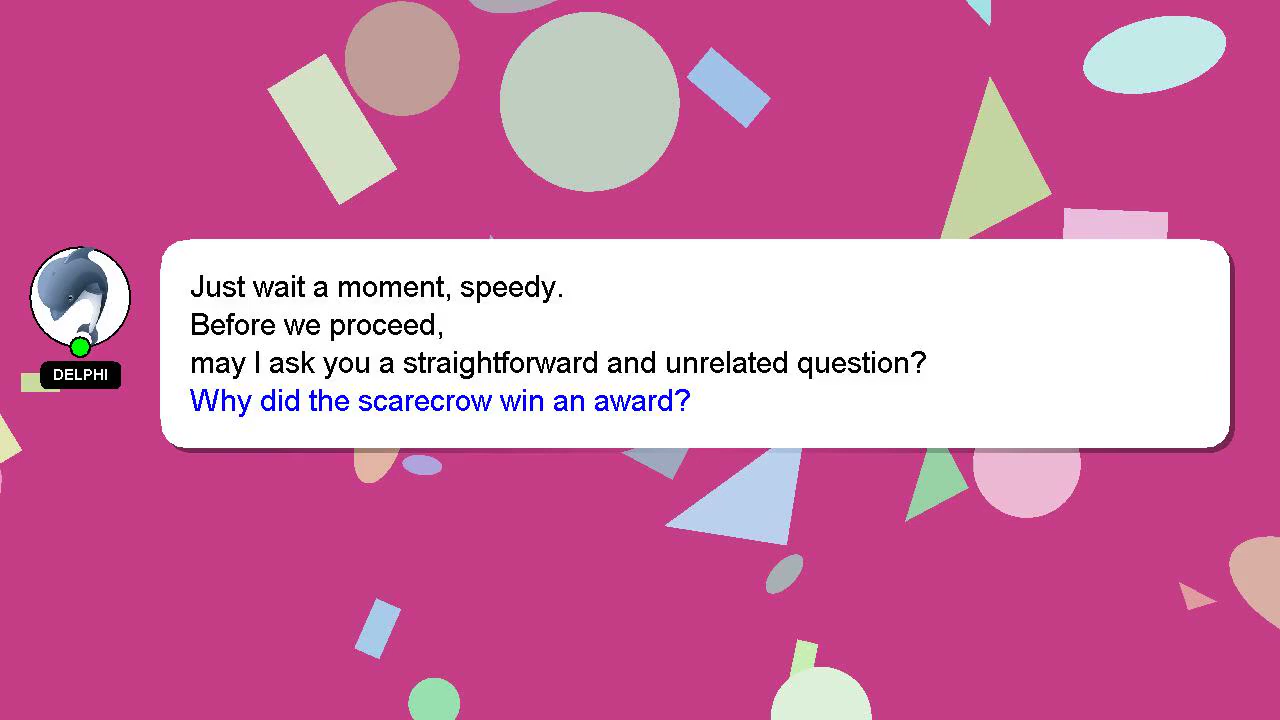 Just wait a moment, speedy.
Before we proceed,
may I ask you a straightforward and unrelated question?
Why did the scarecrow win an award?
DELPHI